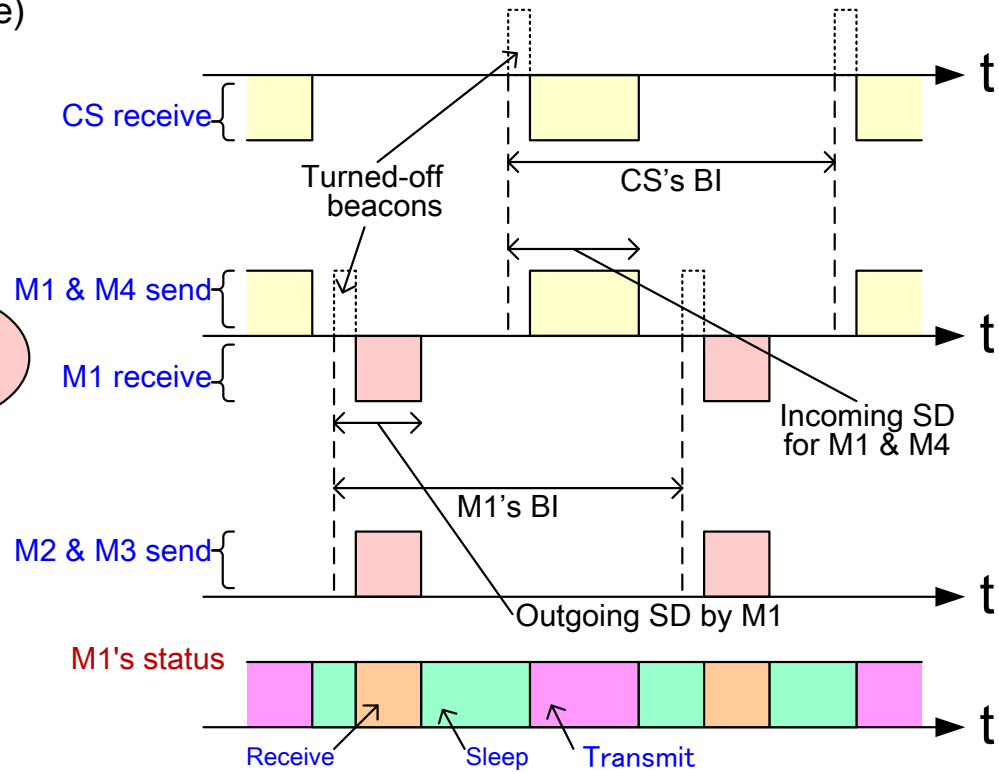 e)
t
CS receive
Turned-off
beacons
CS's BI
M1 & M4 send
t
M1 receive
Incoming SD
for M1 & M4
M1's BI
M2 & M3 send
t
Outgoing SD by M1
M1's status
t
Receive
Sleep
Transmit